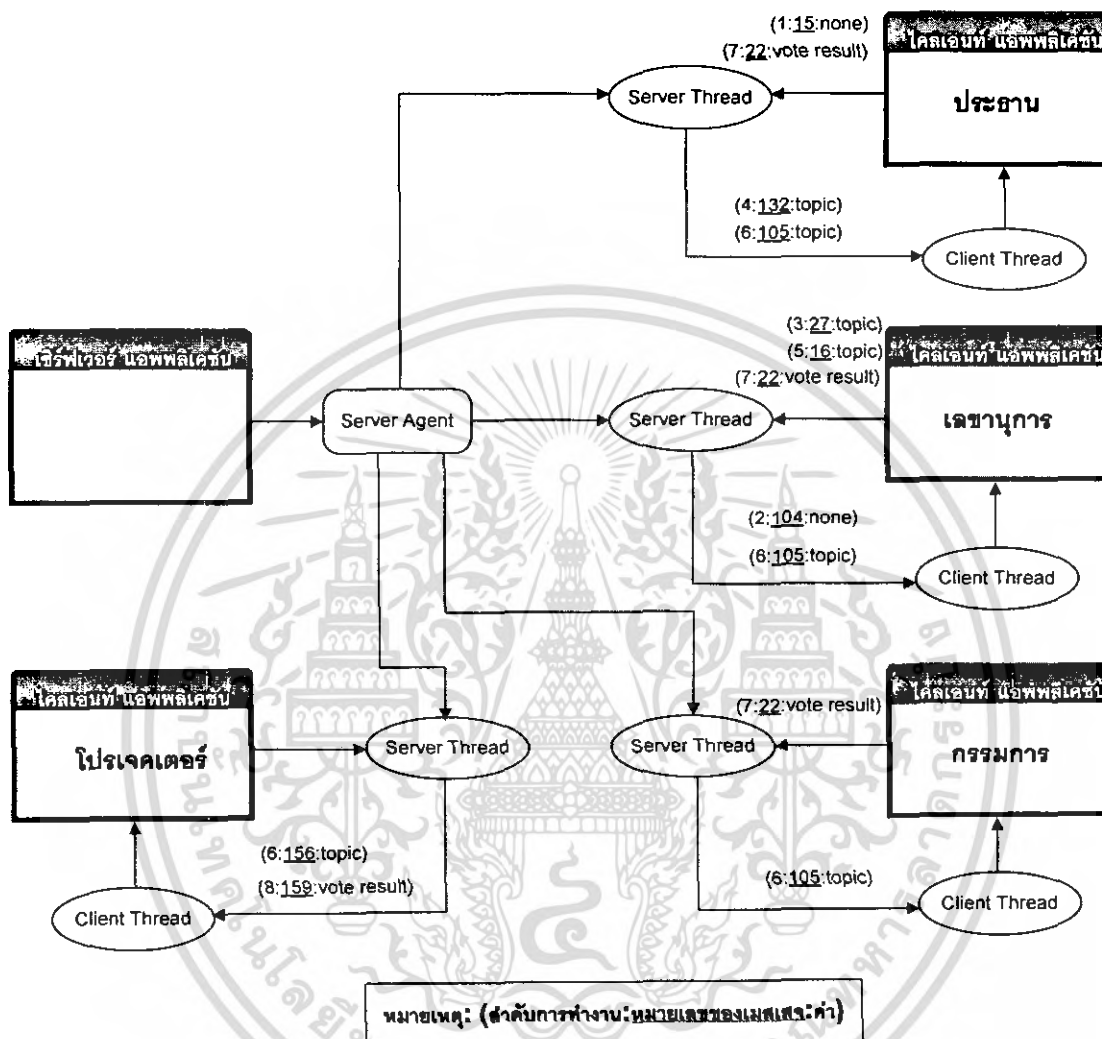 (1:15:none)
(7:22:vote result)
ไคลเอนท์ แอพพลิเคชัน
ประธาน
Server Thread
(4:132:topic)
(6:105:topic)
Client Thread
เซิร์ฟเวอร์ แอพพลิเคชัน
Server Agent
(3:27:topic)
(5:16:topic)
(7:22:vote result)
ไคลเอนท์ แอพพลิเคชัน
เลขานุการ
Server Thread
(2:104:none)
(6:105:topic)
Client Thread
ไคลเอนท์ แอพพลิเคชัน
โปรเจคเตอร์
Server Thread
(6:156:topic)
(8:159:vote result)
Client Thread
(7:22:vote result)
ไคลเอนท์ แอพพลิเคชัน
กรรมการ
Server Thread
(6:105:topic)
Client Thread
หมายเหตุ: (ลำดับการทำงาน:หมายเลขของเมสเสจ:ค่า)